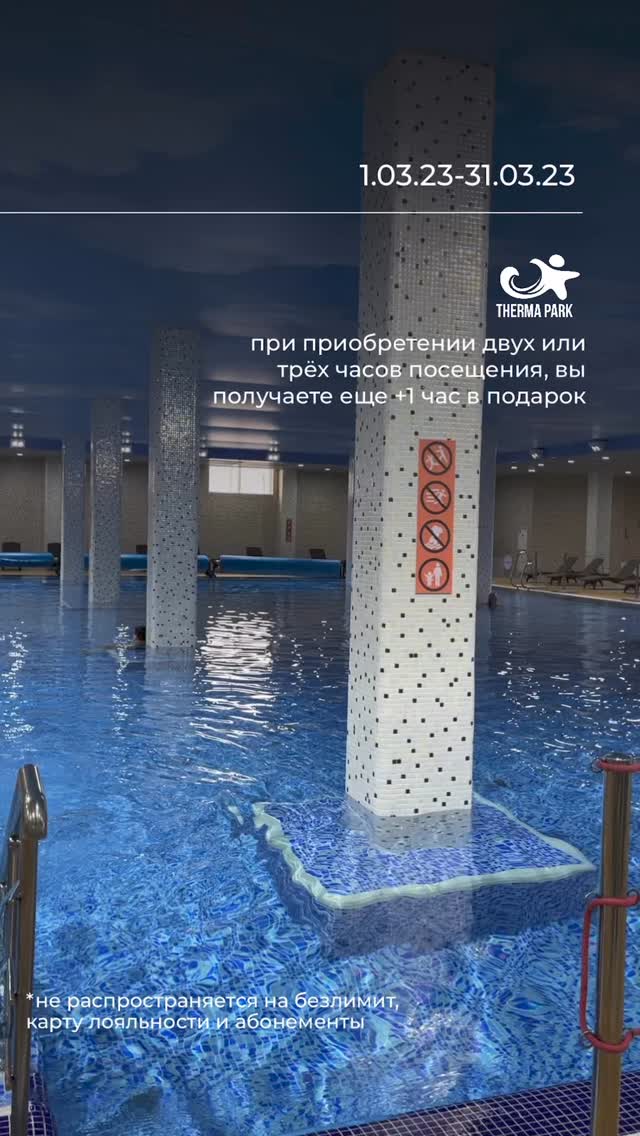 1.03.23-31.03.23
THERMA PARK
при приобретении двух или
трёх часов посещения, вы
получаете еще +1 час в подарок
*не распространяется на безлимит,
карту лояльности и абонементы